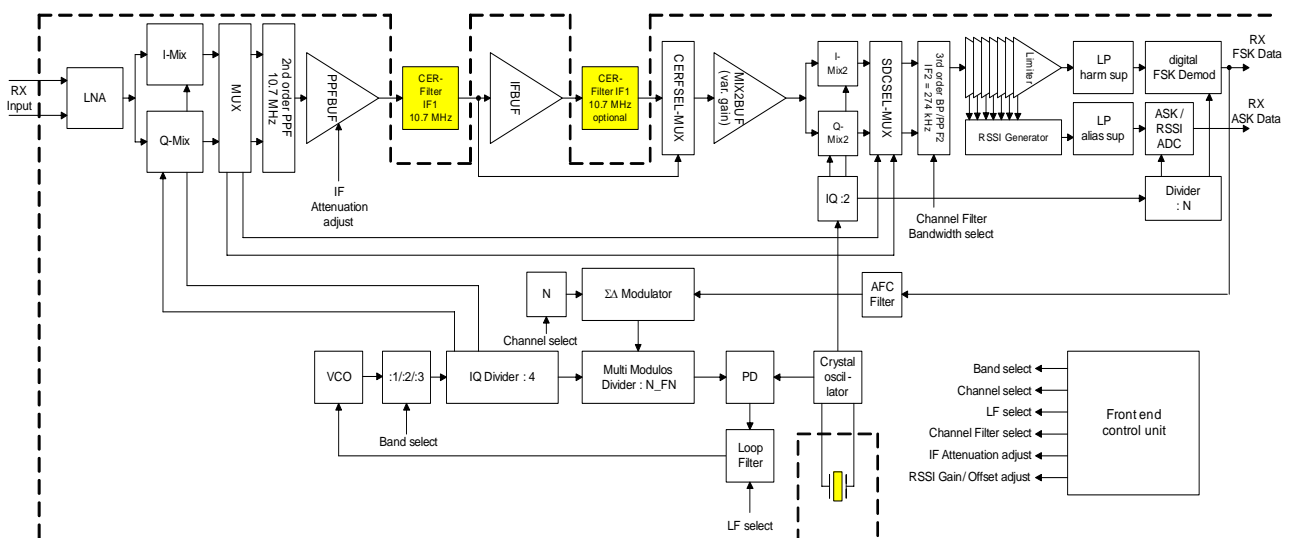 RX
Input
LNA
I-Mix
Q-Mix
MUX
2nd order PPF
10.7 MHz
PPFBUF
IF
Attenuation
adjust
CER-
Filter
IF1
10.7 MHz
IFBUF
CER-
Filter IF1
10.7 MHz
optional
CERFSEL-MUX
MIX2BUF
(var. gain)
I-
Mix2
Q-
Mix2
IQ :2
SDCSEL-MUX
3rd order BP/PPF2
IF2 = 274 kHz
Channel Filter
Bandwidth select
Limiter
RSSI Generator
LP
harm sup
LP
alias sup
digital
FSK Demod
ASK /
RSSI
ADC
Divider
: N
RX
FSK Data
RX
ASK Data
N
Channel select
ΣΔ Modulator
AFC
Filter
VCO
:1/:2/:3
Band select
IQ Divider : 4
Multi Modulos
Divider : N_FN
PD
Crystal
oscil -
lator
Loop
Filter
LF select
Band select
Channel select
LF select
Channel Filter select
IF Attenuation adjust
RSSI Gain/ Offset adjust
Front end
control unit